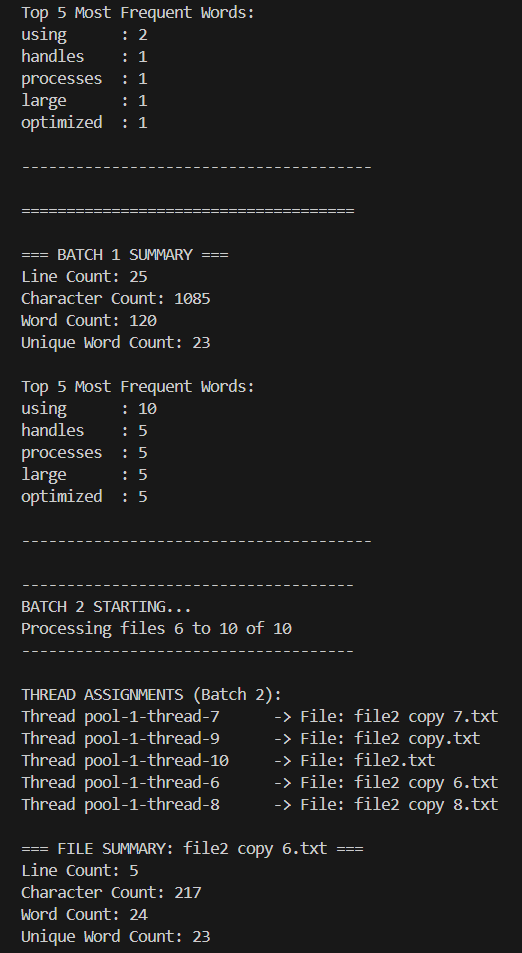 Top 5 Most Frequent Words:
using      : 2
handles    : 1
processes  : 1
large      : 1
optimized  : 1
---------------------------------------
=====================================
=== BATCH 1 SUMMARY ===
Line Count: 25
Character Count: 1085
Word Count: 120
Unique Word Count: 23
Top 5 Most Frequent Words:
using      : 10
handles    : 5
processes  : 5
large      : 5
optimized  : 5
---------------------------------------
-------------------------------------
BATCH 2 STARTING...
Processing files 6 to 10 of 10
-------------------------------------
THREAD ASSIGNMENTS (Batch 2):
Thread pool-1-thread-7      -> File: file2 copy 7.txt
Thread pool-1-thread-9      -> File: file2 copy.txt
Thread pool-1-thread-10     -> File: file2.txt
Thread pool-1-thread-6      -> File: file2 copy 6.txt
Thread pool-1-thread-8      -> File: file2 copy 8.txt
=== FILE SUMMARY: file2 copy 6.txt ===
Line Count: 5
Character Count: 217
Word Count: 24
Unique Word Count: 23